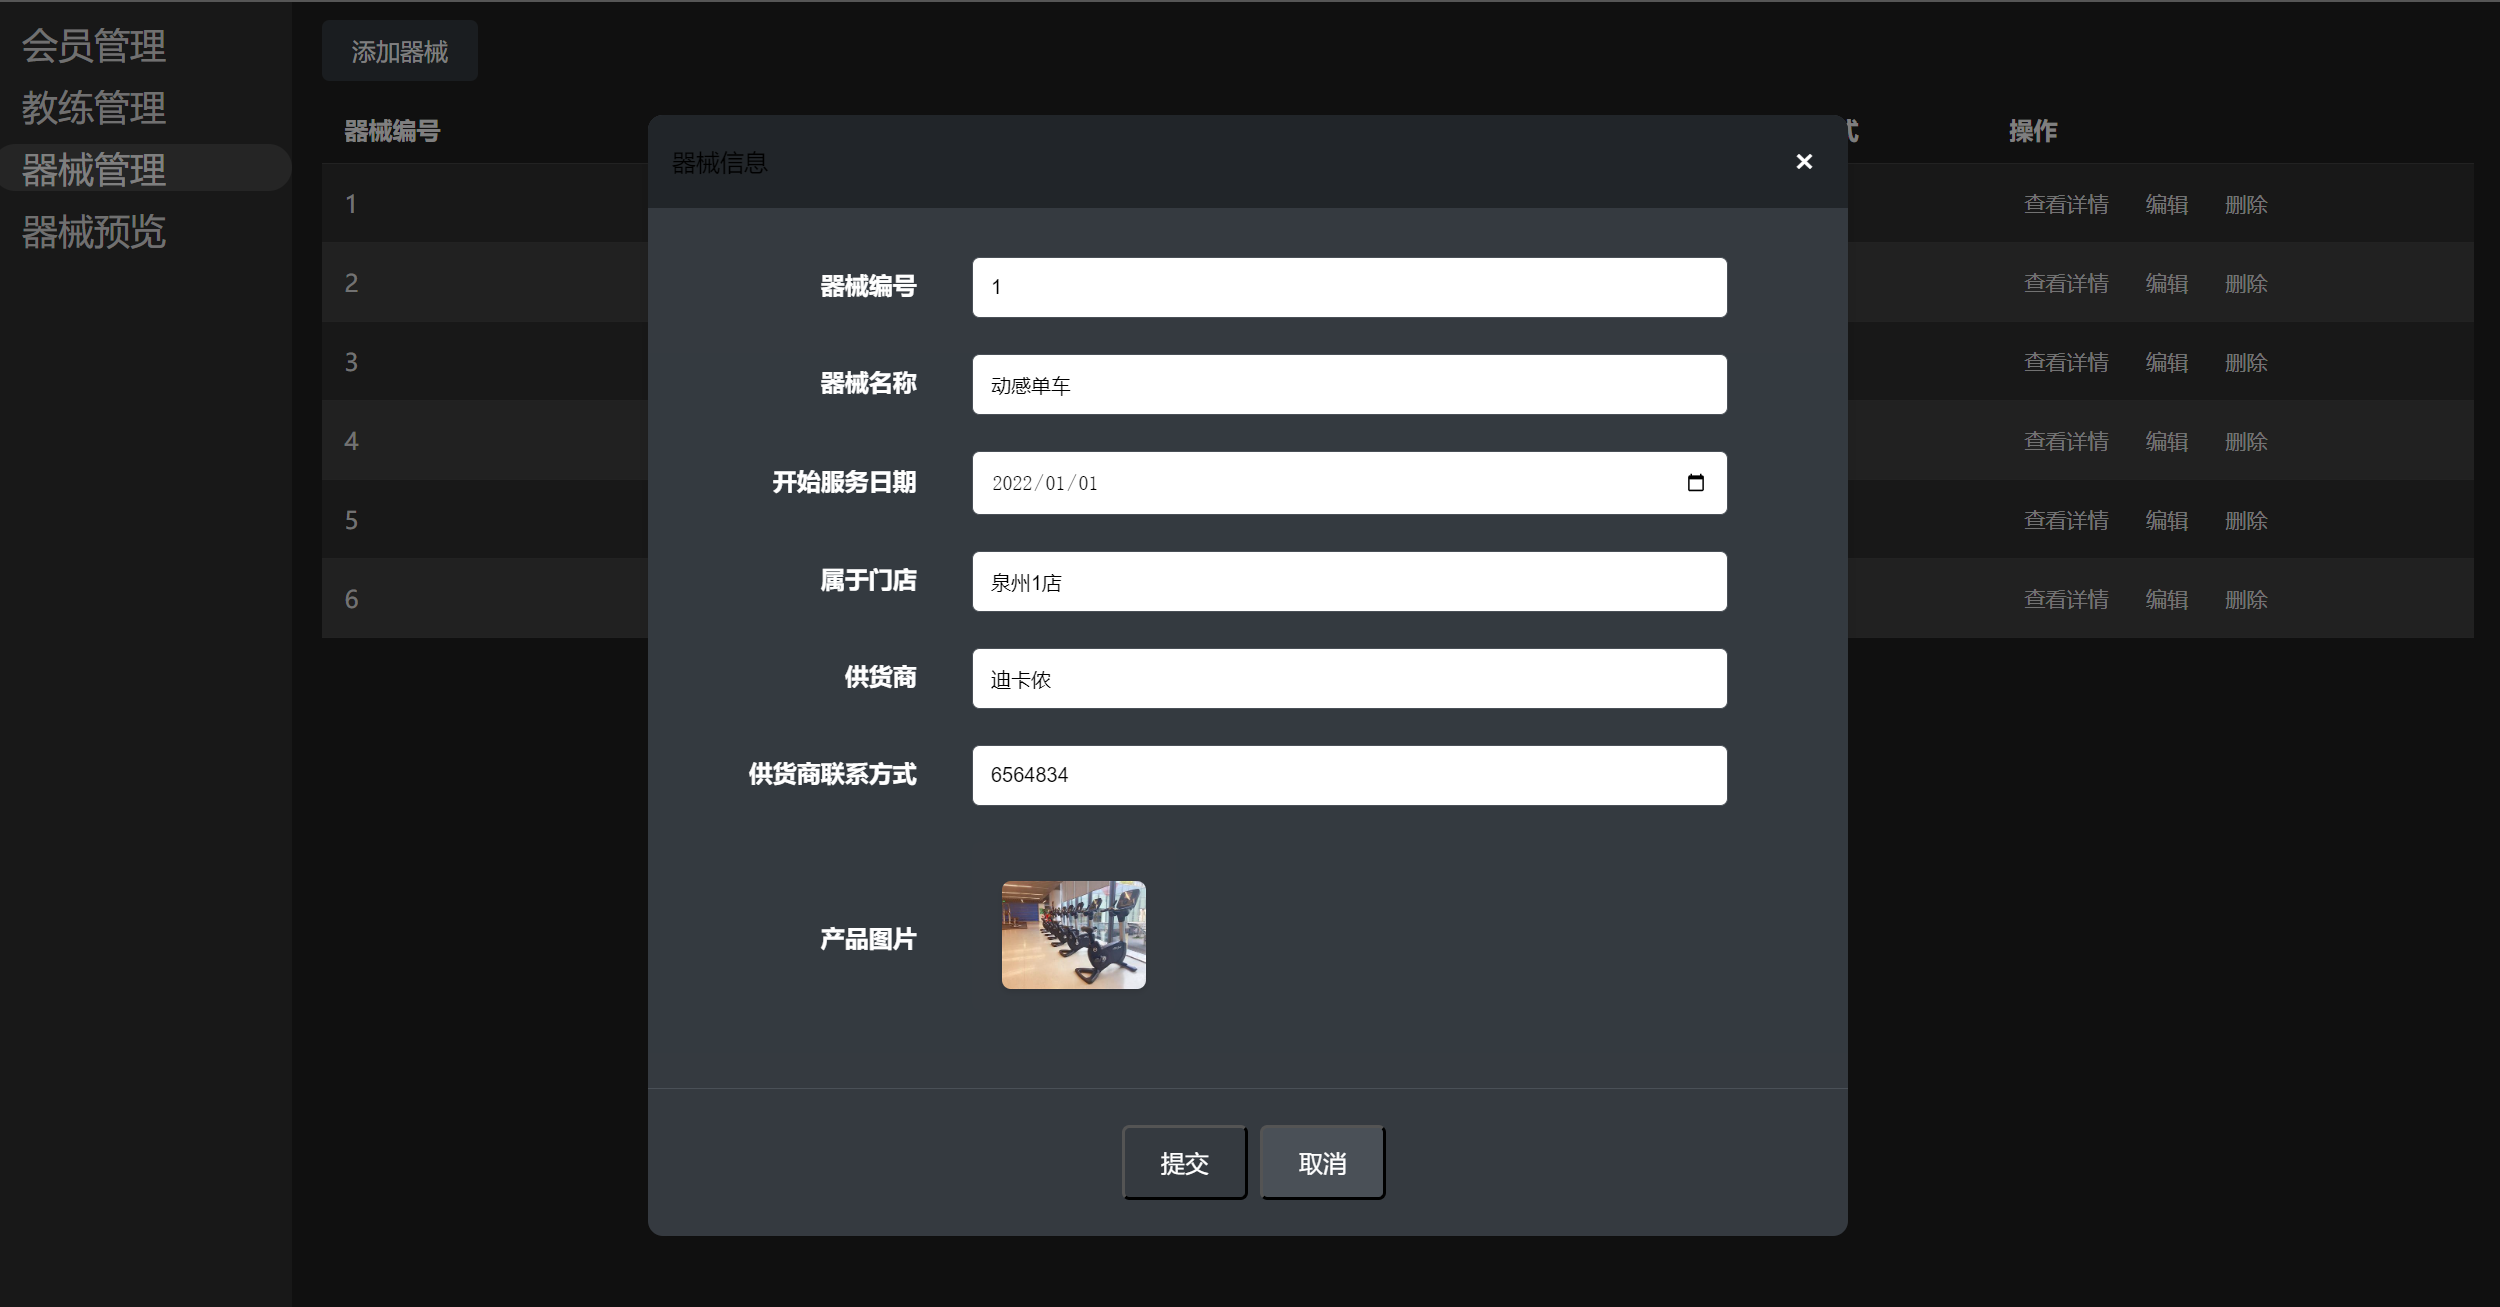 会员管理
教练管理
器械管理
器械预览
添加器械
器械编号
式
操作
1
查看详情 编辑 删除
2
查看详情 编辑 删除
3
查看详情 编辑 删除
4
查看详情 编辑 删除
5
查看详情 编辑 删除
6
查看详情 编辑 删除
器械信息
×
器械编号 1
器械名称 动感单车
开始服务日期 2022/01/01
属于门店 泉州1店
供货商 迪卡侬
供货商联系方式 6564834
产品图片
提交 取消